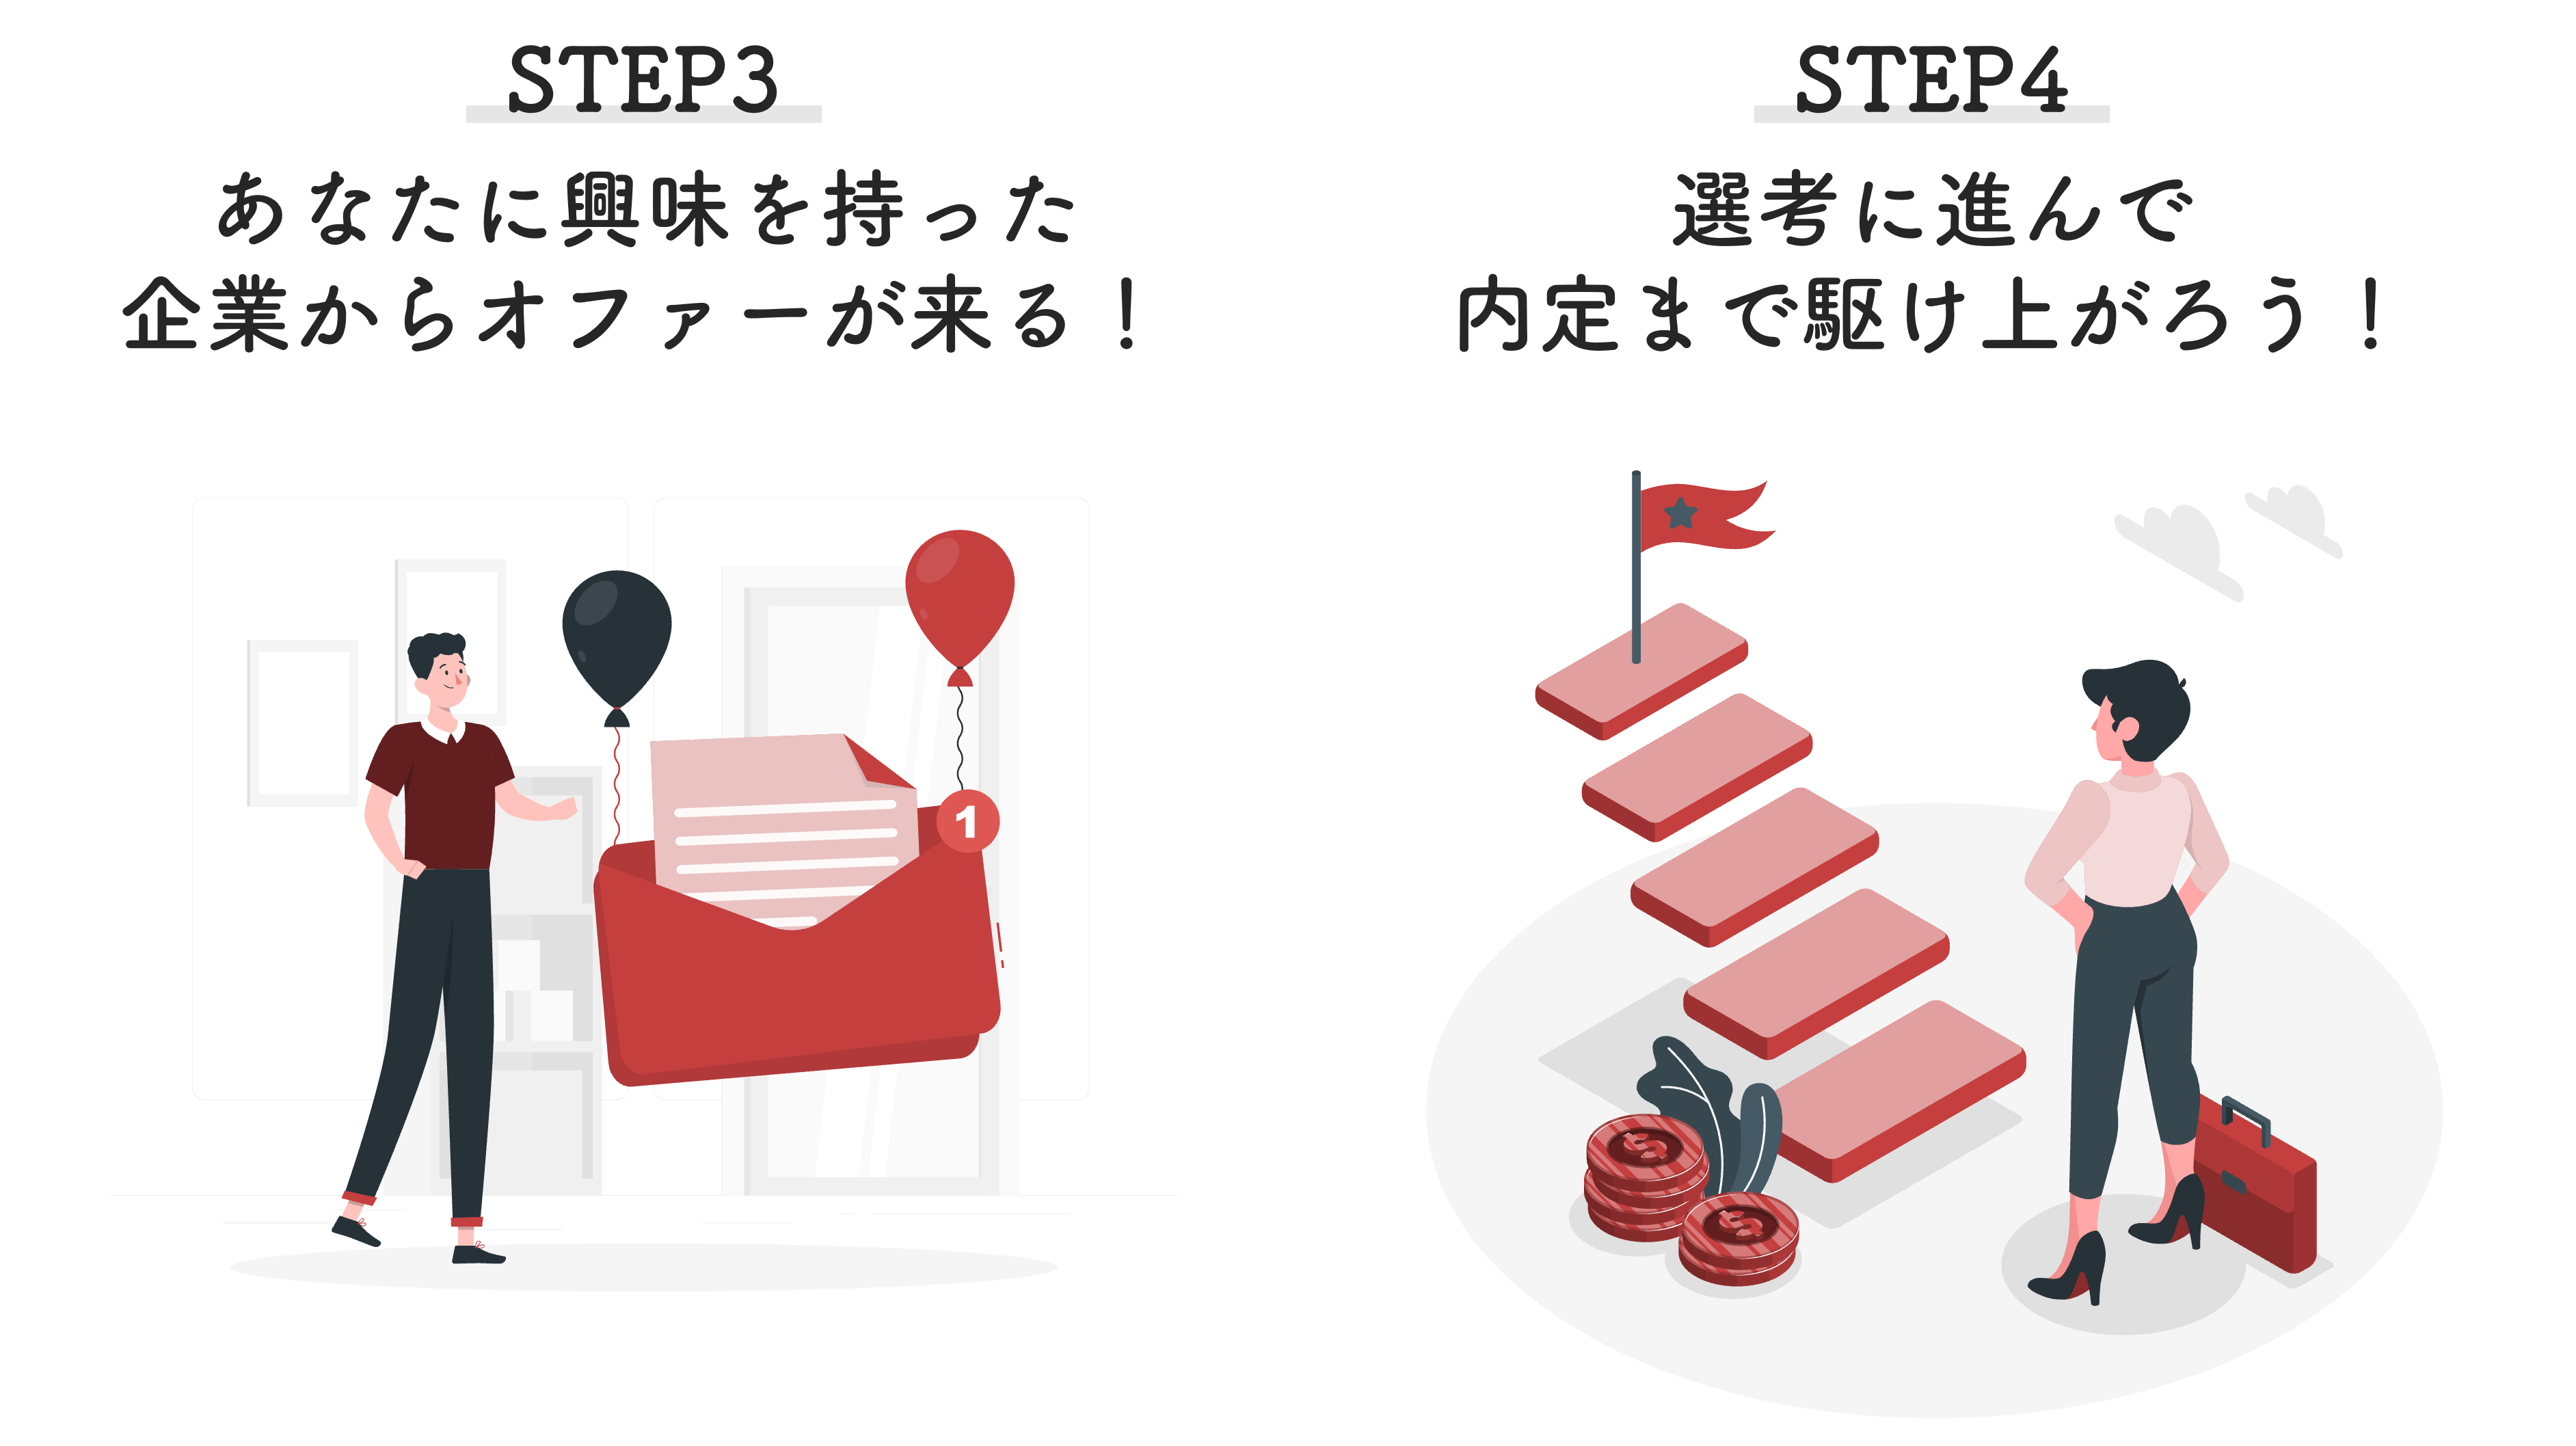 STEP3
あなたに興味を持った
企業からオファーが来る！
1
STEP4
選考に進んで
内定まで駆け上がろう！
$
$